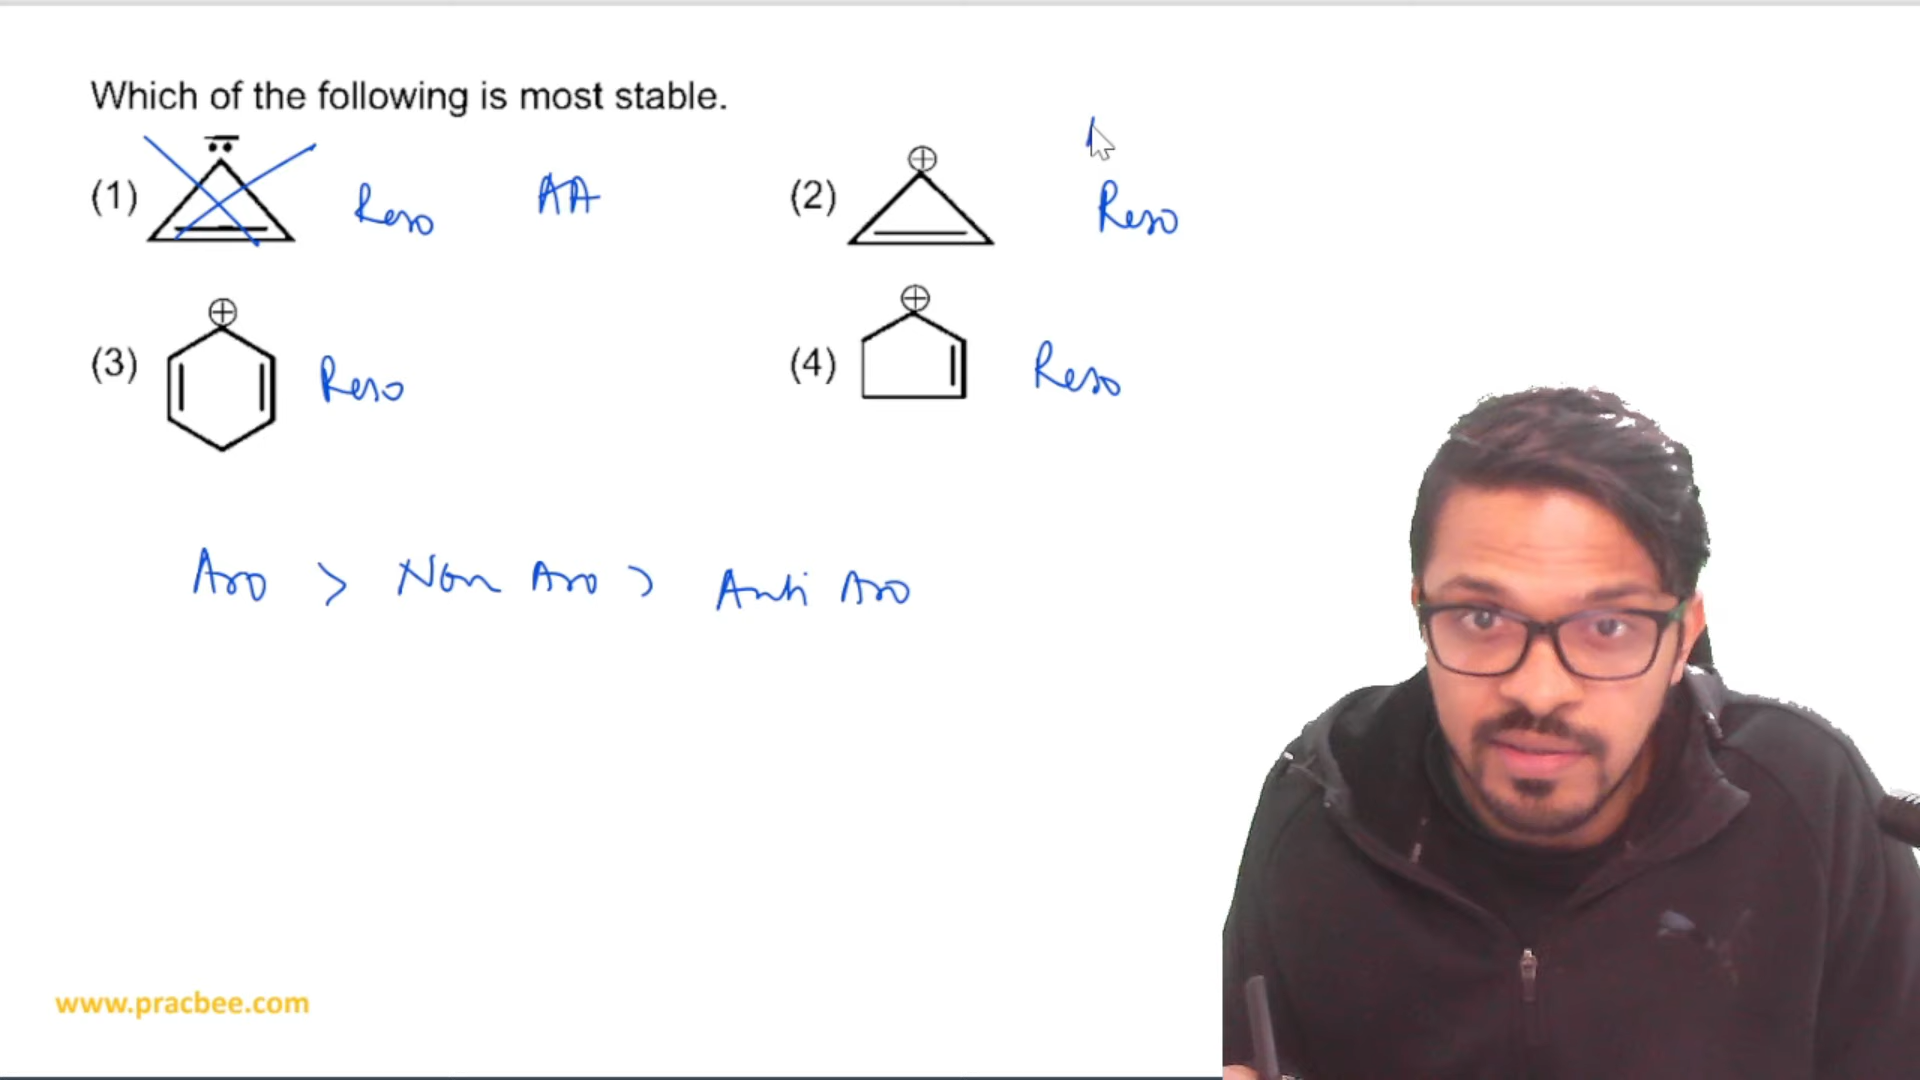 Which of the following is most stable.
(1) Reso AA
(2) Reso
(3) Reso
(4) Reso
Aro > Non Aro > Anti Aro
www.pracbee.com